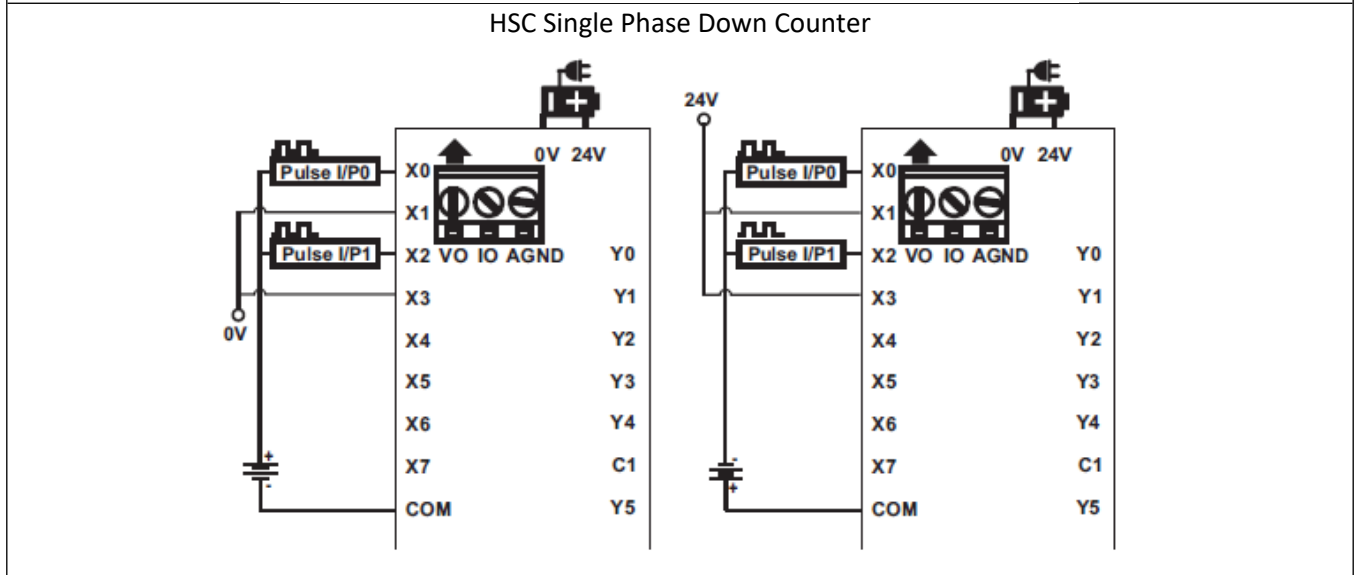 HSC Single Phase Down Counter
0V 24V
Pulse I/P0 X0
X1
Pulse I/P1 X2 VO IO AGND Y0
X3 Y1
0V
X4 Y2
X5 Y3
X6 Y4
+
X7 C1
-
COM Y5
24V
0V 24V
Pulse I/P0 X0
X1
Pulse I/P1 X2 VO IO AGND Y0
X3 Y1
X4 Y2
X5 Y3
X6 Y4
-
X7 C1
+
COM Y5